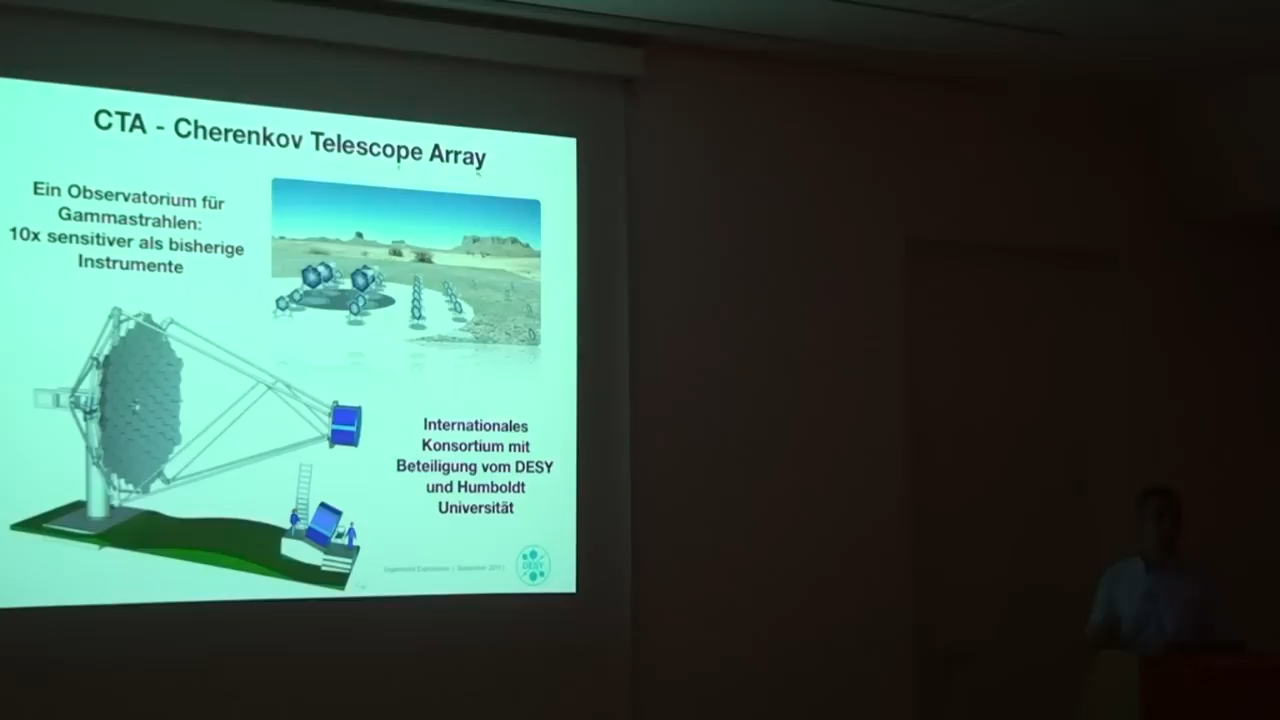 CTA - Cherenkov Telescope Array
Ein Observatorium für
Gammastrahlen:
10x sensitiver als bisherige
Instrumente
Internationales
Konsortium mit
Beteiligung vom DESY
und Humboldt
Universität
DESY